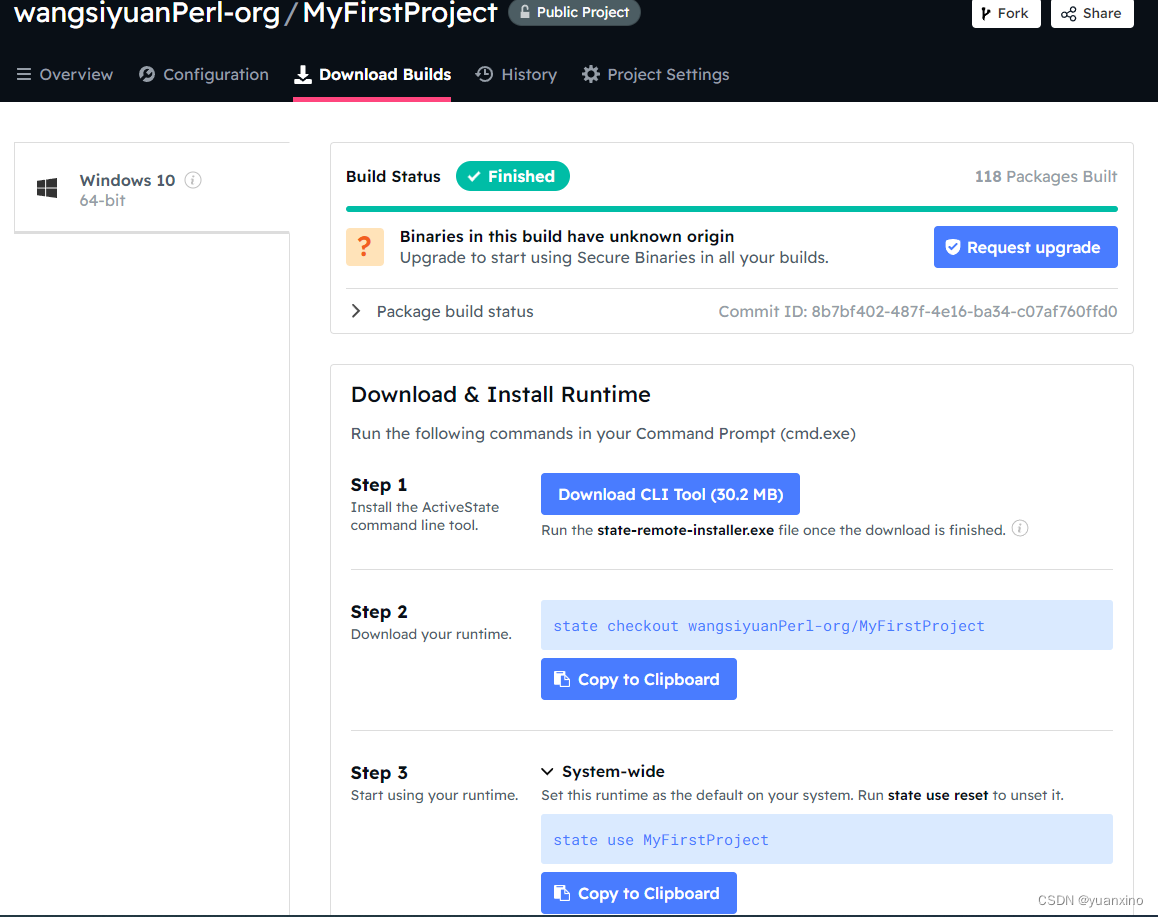 wangsiyuanPerl-org / MyFirstProject Public Project Fork Share
Overview Configuration Download Builds History Project Settings
Windows 10
64-bit
Build Status Finished 118 Packages Built
Binaries in this build have unknown origin
Upgrade to start using Secure Binaries in all your builds.
Request upgrade
Package build status Commit ID: 8b7bf402-487f-4e16-ba34-c07af760ffd0
Download & Install Runtime
Run the following commands in your Command Prompt (cmd.exe)
Step 1
Install the ActiveState
command line tool.
Download CLI Tool (30.2 MB)
Run the state-remote-installer.exe file once the download is finished.
Step 2
Download your runtime.
state checkout wangsiyuanPerl-org/MyFirstProject
Copy to Clipboard
Step 3
Start using your runtime.
System-wide
Set this runtime as the default on your system. Run state use reset to unset it.
state use MyFirstProject
Copy to Clipboard
CSDN @yuanxino